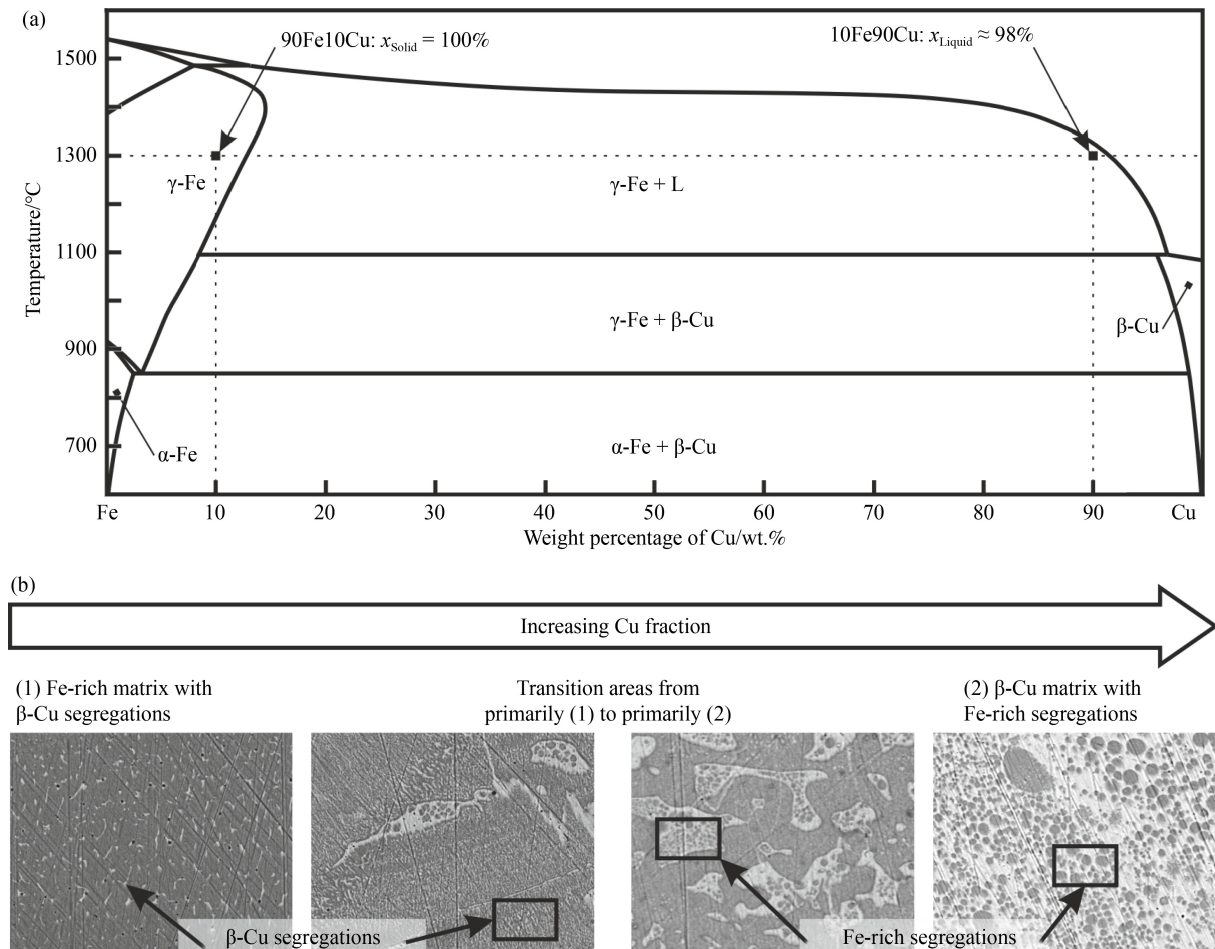 (a)
90Fe10Cu: xSolid = 100%
10Fe90Cu: xLiquid ≈ 98%
1500
1300
1100
900
700
Temperature/°C
γ-Fe
γ-Fe + L
γ-Fe + β-Cu
β-Cu
α-Fe
α-Fe + β-Cu
Fe
10
20
30
40
50
60
70
80
90
Cu
Weight percentage of Cu/wt.%
(b)
Increasing Cu fraction
(1) Fe-rich matrix with
β-Cu segregations
Transition areas from
primarily (1) to primarily (2)
(2) β-Cu matrix with
Fe-rich segregations
β-Cu segregations
Fe-rich segregations